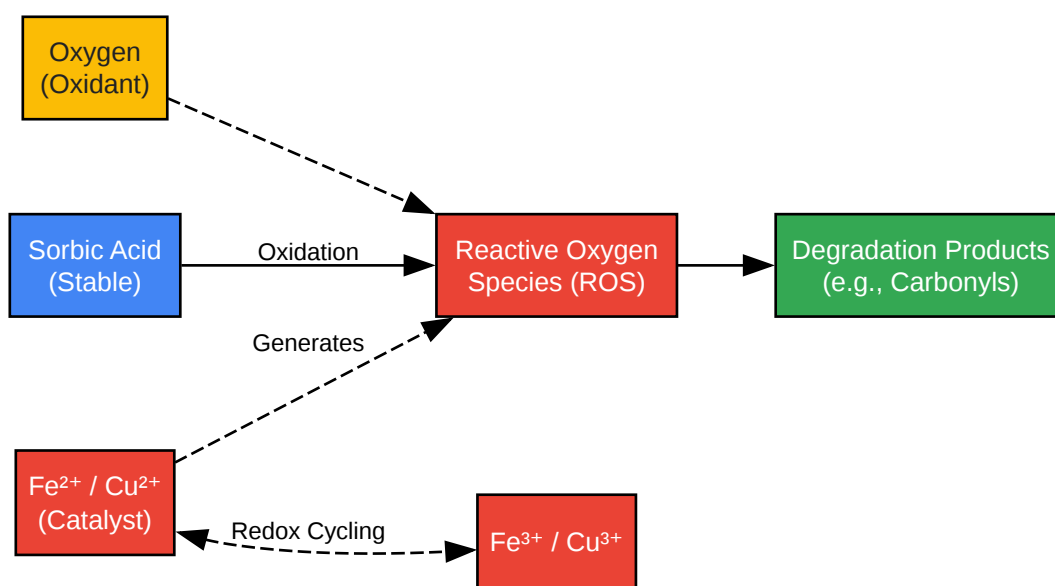 Oxygen
(Oxidant)
Sorbic Acid
(Stable)
Oxidation
Reactive Oxygen
Species (ROS)
Degradation Products
(e.g., Carbonyls)
Generates
Fe²⁺ / Cu²⁺
(Catalyst)
Redox Cycling
Fe³⁺ / Cu³⁺